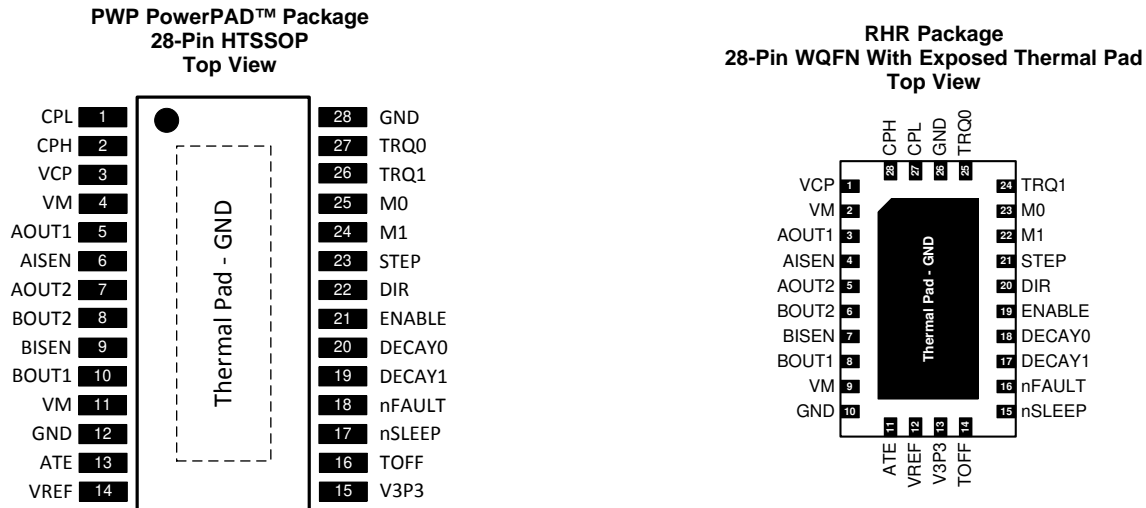 PWP PowerPAD™ Package
28-Pin HTSSOP
Top View
CPL 1
CPH 2
VCP 3
VM 4
AOUT1 5
AISEN 6
AOUT2 7
BOUT2 8
BISEN 9
BOUT1 10
VM 11
GND 12
ATE 13
VREF 14
Thermal Pad - GND
28 GND
27 TRQ0
26 TRQ1
25 M0
24 M1
23 STEP
22 DIR
21 ENABLE
20 DECAY0
19 DECAY1
18 nFAULT
17 nSLEEP
16 TOFF
15 V3P3
RHR Package
28-Pin WQFN With Exposed Thermal Pad
Top View
CPH 28
CPL 27
GND 26
TRQ0 25
VCP 1
VM 2
AOUT1 3
AISEN 4
AOUT2 5
BOUT2 6
BISEN 7
BOUT1 8
VM 9
GND 10
Thermal Pad - GND
24 TRQ1
23 M0
22 M1
21 STEP
20 DIR
19 ENABLE
18 DECAY0
17 DECAY1
16 nFAULT
15 nSLEEP
ATE 11
VREF 12
V3P3 13
TOFF 14